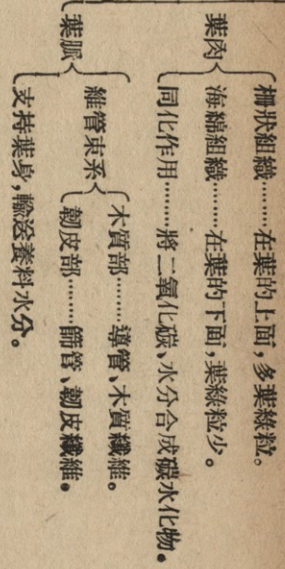 葉肉
柵狀組織……在葉的上面，多葉綠粒。
海綿組織……在葉的下面，葉綠粒少。
同化作用……將二氧化碳、水分合成碳水化物。
葉脈
維管束系
木質部……導管、木質纖維。
韌皮部……篩管、韌皮纖維。
支持葉身，輸送養料水分。